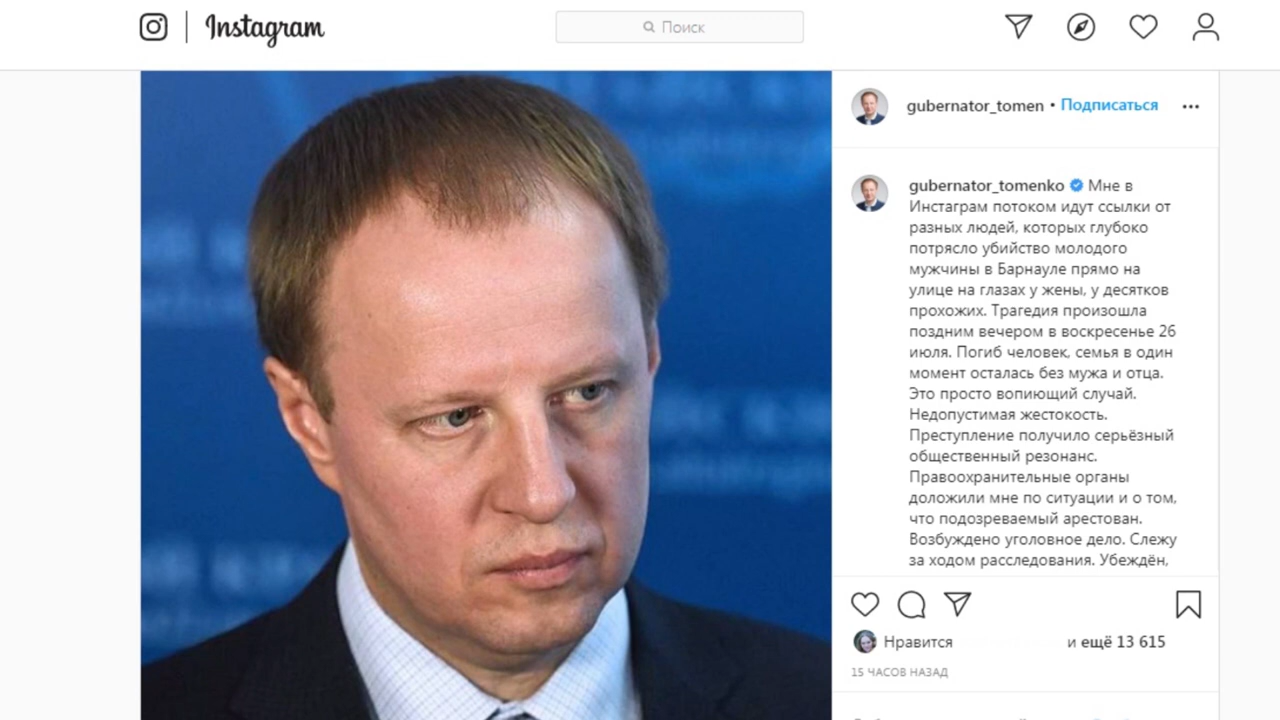 Instagram
Поиск
gubernator_tomen • Подписаться
gubernator_tomenko Мне в
Инстаграм потоком идут ссылки от
разных людей, которых глубоко
потрясло убийство молодого
мужчины в Барнауле прямо на
улице на глазах у жены, у десятков
прохожих. Трагедия произошла
поздним вечером в воскресенье 26
июля. Погиб человек, семья в один
момент осталась без мужа и отца.
Это просто вопиющий случай.
Недопустимая жестокость.
Преступление получило серьёзный
общественный резонанс.
Правоохранительные органы
доложили мне по ситуации и о том,
что подозреваемый арестован.
Возбуждено уголовное дело. Слежу
за ходом расследования. Убеждён,
Нравится и ещё 13 615
15 ЧАСОВ НАЗАД